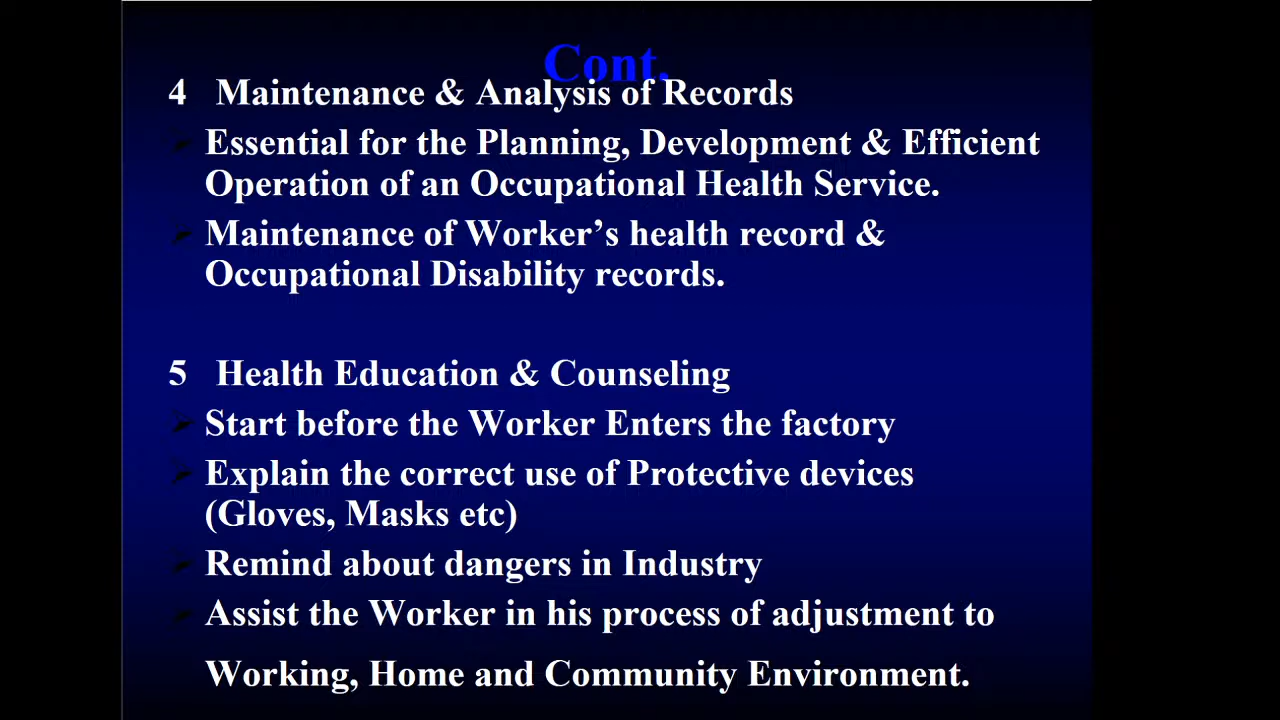 Cont.
4 Maintenance & Analysis of Records
Essential for the Planning, Development & Efficient
Operation of an Occupational Health Service.
Maintenance of Worker’s health record &
Occupational Disability records.
5 Health Education & Counseling
Start before the Worker Enters the factory
Explain the correct use of Protective devices
(Gloves, Masks etc)
Remind about dangers in Industry
Assist the Worker in his process of adjustment to
Working, Home and Community Environment.